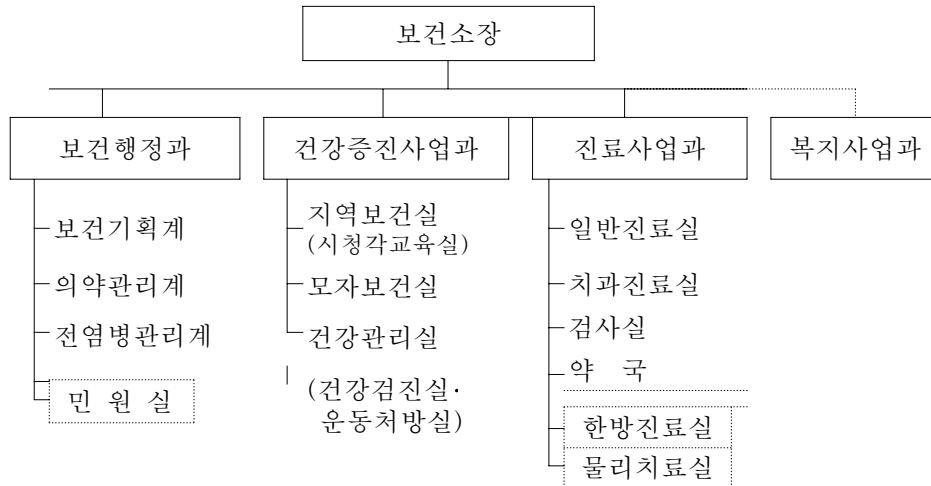 보건소장
보건행정과
건강증진사업과
진료사업과
복지사업과
보건기획계
의약관리계
전염병관리계
민 원 실
지역보건실
(시청각교육실)
모자보건실
건강관리실
(건강검진실·
운동처방실)
일반진료실
치과진료실
검사실
약 국
한방진료실
물리치료실